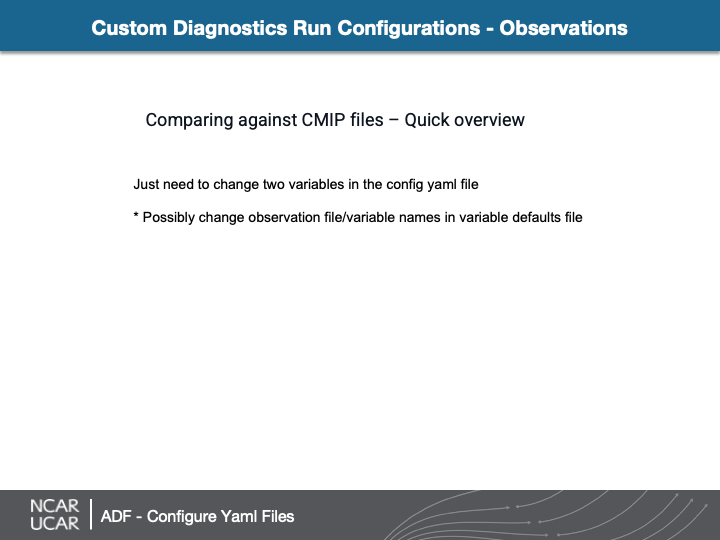 Custom Diagnostics Run Configurations - Observations
Comparing against CMIP files – Quick overview
Just need to change two variables in the config yaml file
* Possibly change observation file/variable names in variable defaults file
NCAR
UCAR
ADF - Configure Yaml Files